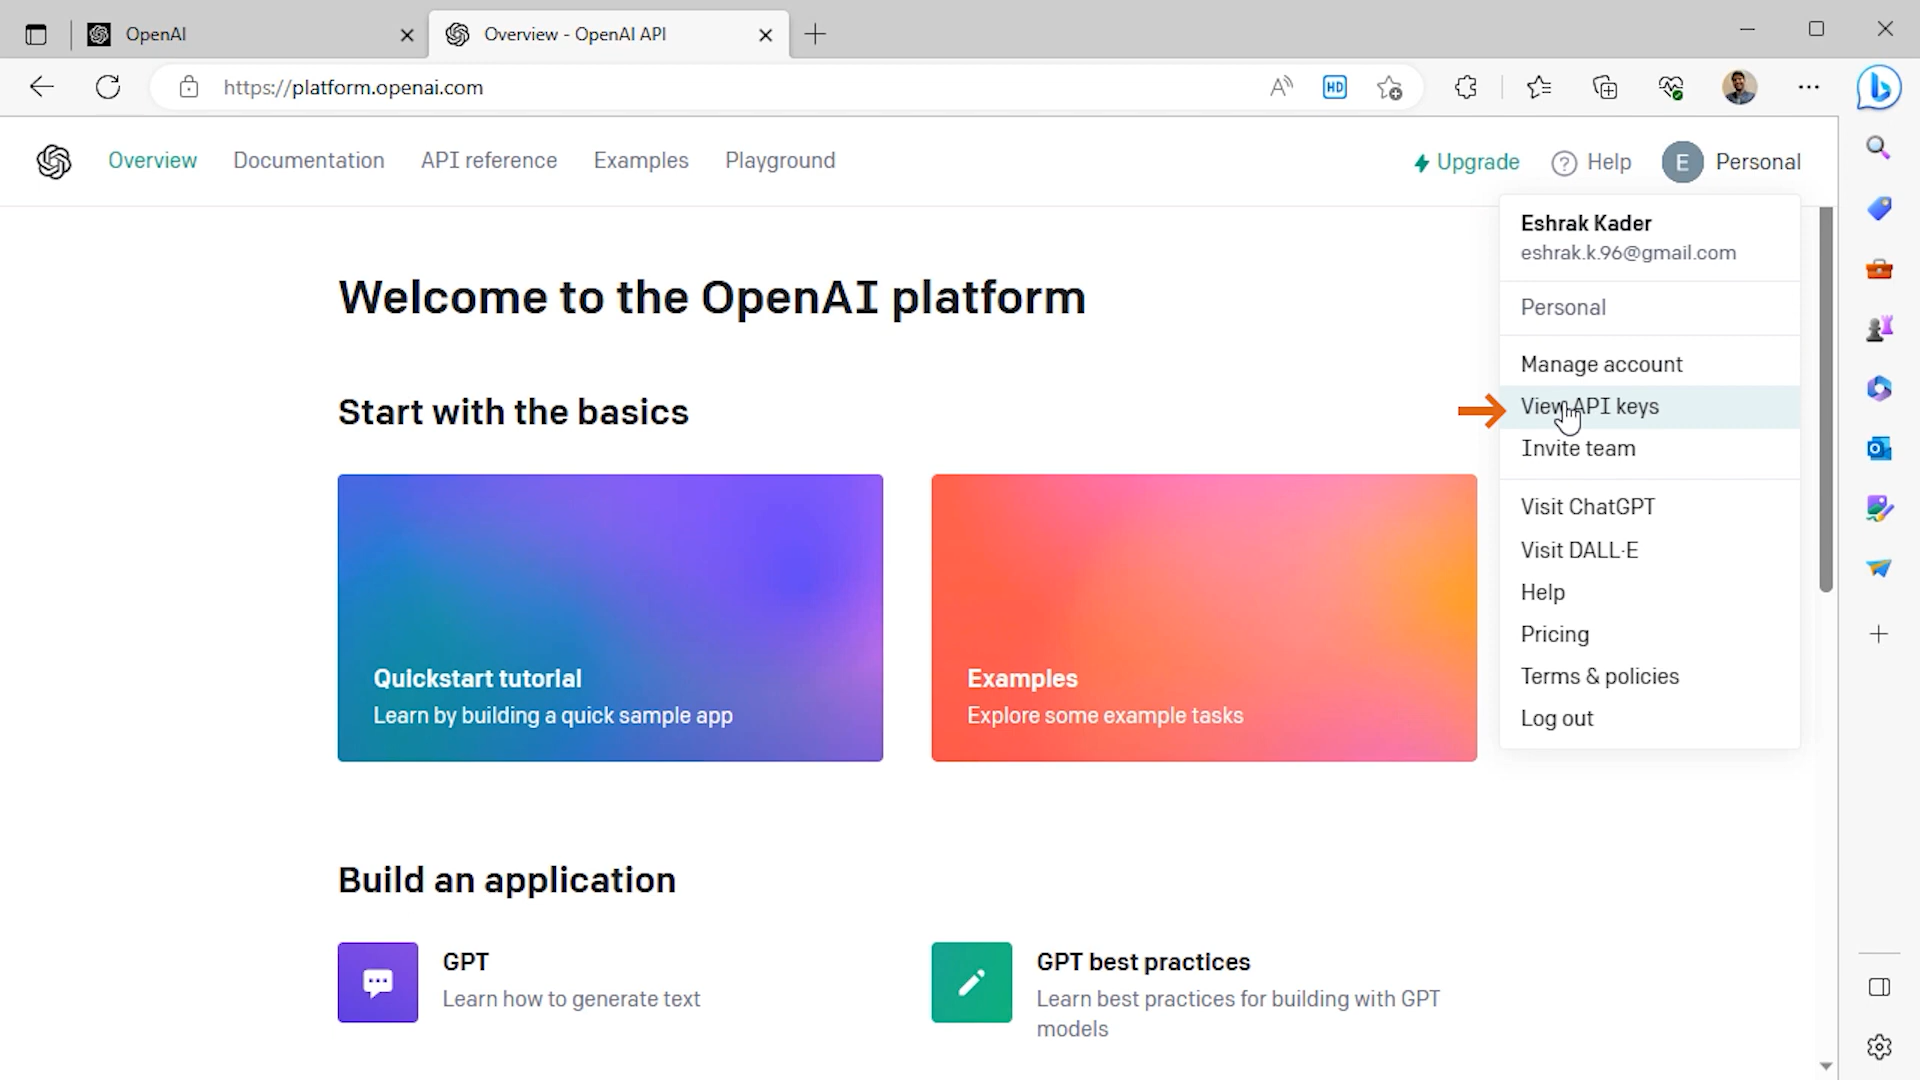 OpenAI
Overview - OpenAI API
https://platform.openai.com
HD
Overview
Documentation
API reference
Examples
Playground
Upgrade
Help
E
Personal
Eshrak Kader
eshrak.k.96@gmail.com
Personal
Manage account
View API keys
Invite team
Visit ChatGPT
Visit DALL·E
Help
Pricing
Terms & policies
Log out
Welcome to the OpenAI platform
Start with the basics
Quickstart tutorial
Learn by building a quick sample app
Examples
Explore some example tasks
Build an application
GPT
Learn how to generate text
GPT best practices
Learn best practices for building with GPT
models